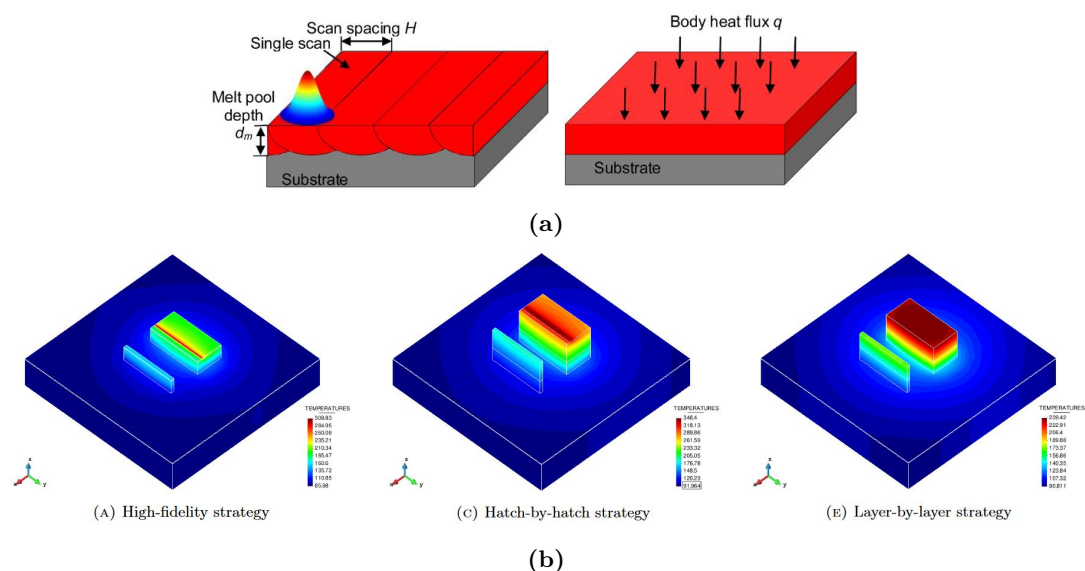 Scan spacing H
Single scan
Melt pool
depth
dm
Substrate
Body heat flux q
Substrate
(a)
TEMPERATURES
309.83
284.95
260.08
235.21
210.34
185.47
160.6
135.72
110.85
85.98
z
x
y
(A) High-fidelity strategy
TEMPERATURES
346.4
318.13
289.86
261.59
233.32
205.05
176.78
148.5
120.23
91.964
z
x
y
(C) Hatch-by-hatch strategy
TEMPERATURES
239.42
222.91
206.4
189.88
173.37
156.86
140.35
123.84
107.32
90.811
z
x
y
(E) Layer-by-layer strategy
(b)